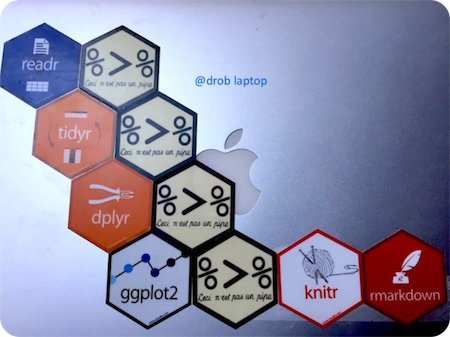 readr
%>%
Ceci n'est pas un pipe
@drob laptop
tidyr
%>%
Ceci n'est pas un pipe
dplyr
%>%
Ceci n'est pas un pipe
ggplot2
%>%
Ceci n'est pas un pipe
knitr
rmarkdown